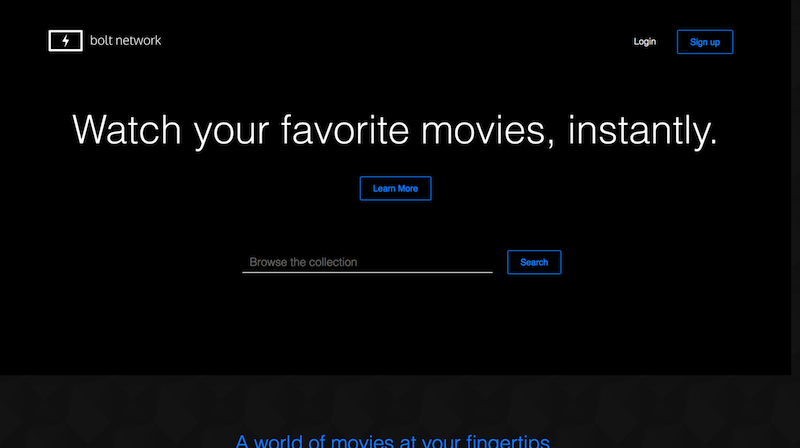 bolt network
Login
Sign up
Watch your favorite movies, instantly.
Learn More
Browse the collection
Search
A world of movies at your fingertips